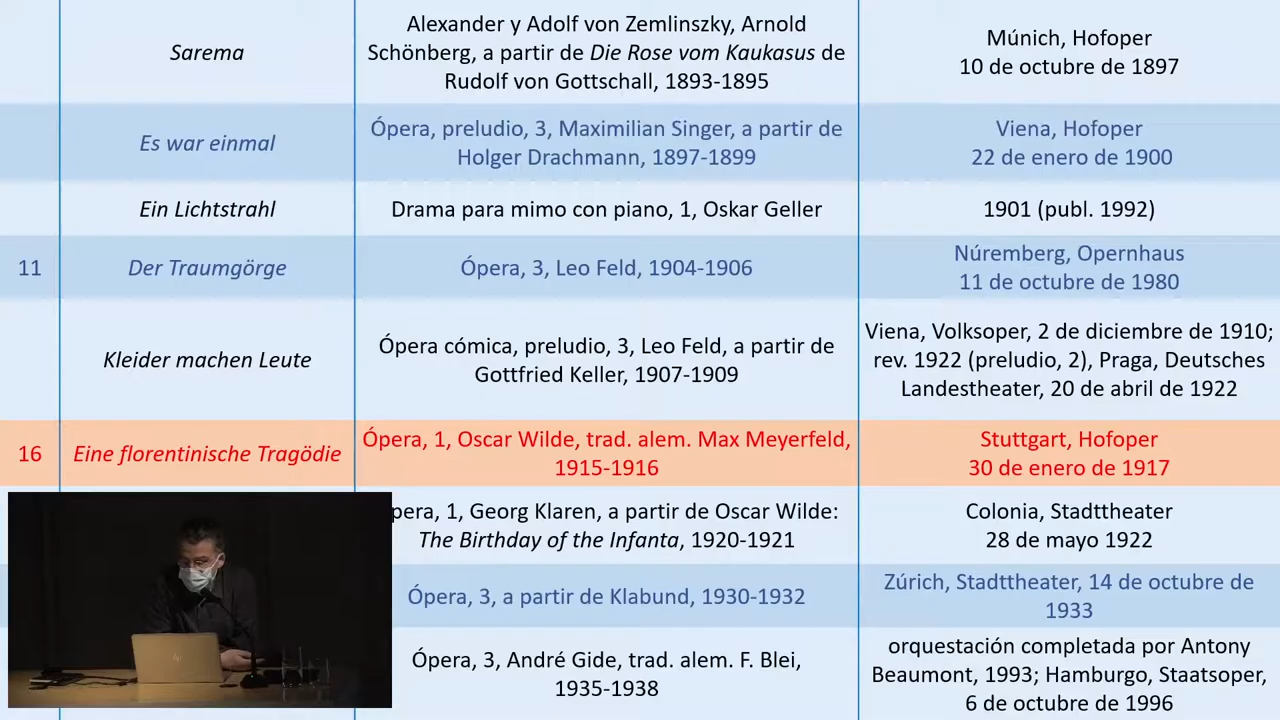 Sarema
Alexander y Adolf von Zemlinszky, Arnold
Schönberg, a partir de Die Rose vom Kaukasus de
Rudolf von Gottschall, 1893-1895
Múnich, Hofoper
10 de octubre de 1897
Es war einmal
Ópera, preludio, 3, Maximilian Singer, a partir de
Holger Drachmann, 1897-1899
Viena, Hofoper
22 de enero de 1900
Ein Lichtstrahl
Drama para mimo con piano, 1, Oskar Geller
1901 (publ. 1992)
11
Der Traumgörge
Ópera, 3, Leo Feld, 1904-1906
Núremberg, Opernhaus
11 de octubre de 1980
Kleider machen Leute
Ópera cómica, preludio, 3, Leo Feld, a partir de
Gottfried Keller, 1907-1909
Viena, Volksoper, 2 de diciembre de 1910;
rev. 1922 (preludio, 2), Praga, Deutsches
Landestheater, 20 de abril de 1922
16
Eine florentinische Tragödie
Ópera, 1, Oscar Wilde, trad. alem. Max Meyerfeld,
1915-1916
Stuttgart, Hofoper
30 de enero de 1917
pera, 1, Georg Klaren, a partir de Oscar Wilde:
The Birthday of the Infanta, 1920-1921
Colonia, Stadttheater
28 de mayo 1922
Ópera, 3, a partir de Klabund, 1930-1932
Zúrich, Stadttheater, 14 de octubre de
1933
Ópera, 3, André Gide, trad. alem. F. Blei,
1935-1938
orquestación completada por Antony
Beaumont, 1993; Hamburgo, Staatsoper,
6 de octubre de 1996